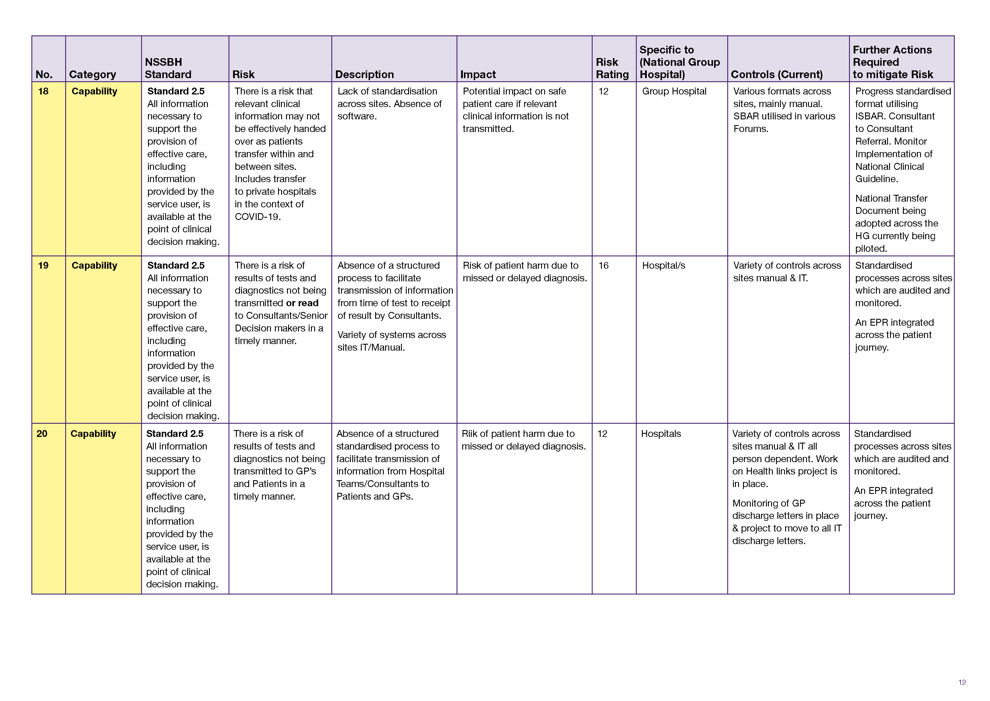 No.
Category
NSSBH
Standard
Risk
Description
Impact
Risk
Rating
Specific to
(National Group
Hospital)
Controls (Current)
Further Actions
Required
to mitigate Risk
18
Capability
Standard 2.5
All information
necessary to
support the
provision of
effective care,
including
information
provided by the
service user, is
available at the
point of clinical
decision making.
There is a risk that
relevant clinical
information may not
be effectively handed
over as patients
transfer within and
between sites.
Includes transfer
to private hospitals
in the context of
COVID-19.
Lack of standardisation
across sites. Absence of
software.
Potential impact on safe
patient care if relevant
clinical information is not
transmitted.
12
Group Hospital
Various formats across
sites, mainly manual.
SBAR utilised in various
Forums.
Progress standardised
format utilising
ISBAR. Consultant
to Consultant
Referral. Monitor
Implementation of
National Clinical
Guideline.
National Transfer
Document being
adopted across the
HG currently being
piloted.
19
Capability
Standard 2.5
All information
necessary to
support the
provision of
effective care,
including
information
provided by the
service user, is
available at the
point of clinical
decision making.
There is a risk of
results of tests and
diagnostics not being
transmitted or read
to Consultants/Senior
Decision makers in a
timely manner.
Absence of a structured
process to facilitate
transmission of information
from time of test to receipt
of result by Consultants.
Variety of systems across
sites IT/Manual.
Risk of patient harm due to
missed or delayed diagnosis.
16
Hospital/s
Variety of controls across
sites manual & IT.
Standardised
processes across sites
which are audited and
monitored.
An EPR integrated
across the patient
journey.
20
Capability
Standard 2.5
All information
necessary to
support the
provision of
effective care,
including
information
provided by the
service user, is
available at the
point of clinical
decision making.
There is a risk of
results of tests and
diagnostics not being
transmitted to GP's
and Patients in a
timely manner.
Absence of a structured
standardised process to
facilitate transmission of
information from Hospital
Teams/Consultants to
Patients and GPs.
Riik of patient harm due to
missed or delayed diagnosis.
12
Hospitals
Variety of controls across
sites manual & IT all
person dependent. Work
on Health links project is
in place.
Monitoring of GP
discharge letters in place
& project to move to all IT
discharge letters.
Standardised
processes across sites
which are audited and
monitored.
An EPR integrated
across the patient
journey.
12